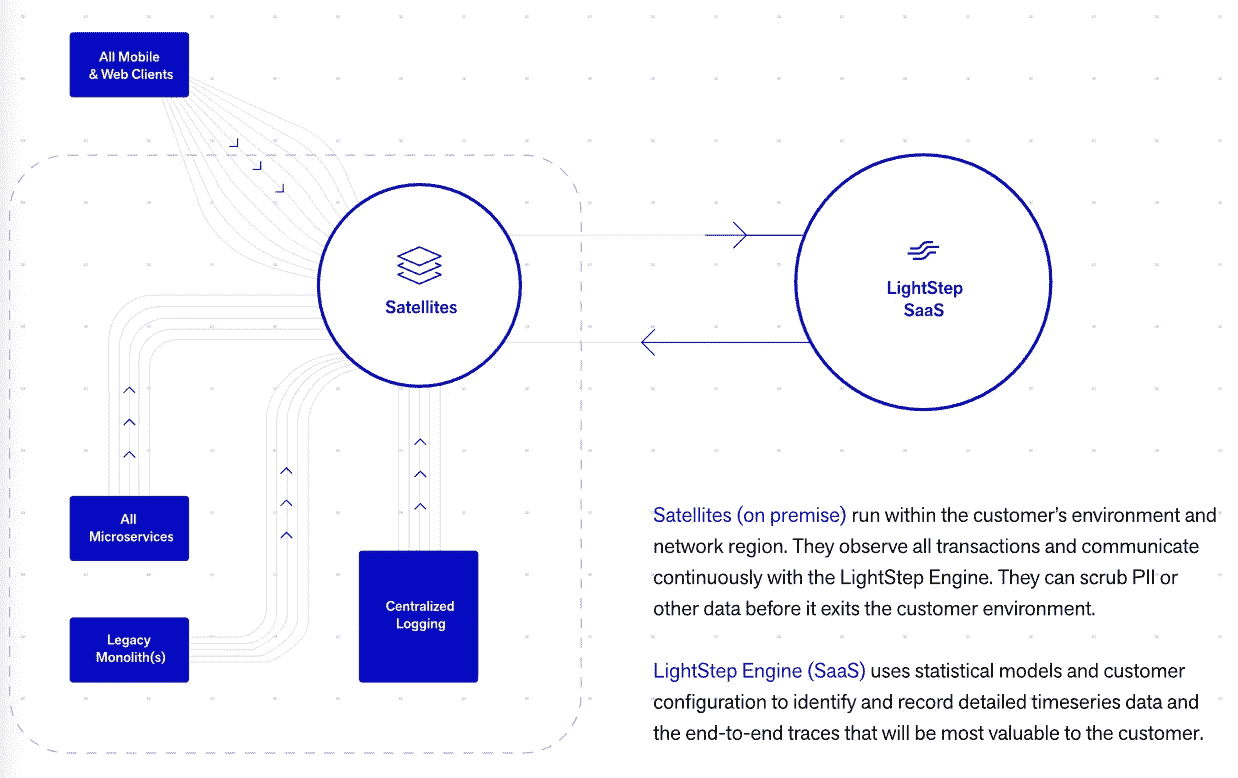 All Mobile
& Web Clients
Satellites
LightStep
SaaS
All
Microservices
Legacy
Monolith(s)
Centralized
Logging
Satellites (on premise) run within the customer’s environment and
network region. They observe all transactions and communicate
continuously with the LightStep Engine. They can scrub PII or
other data before it exits the customer environment.
LightStep Engine (SaaS) uses statistical models and customer
configuration to identify and record detailed timeseries data and
the end-to-end traces that will be most valuable to the customer.